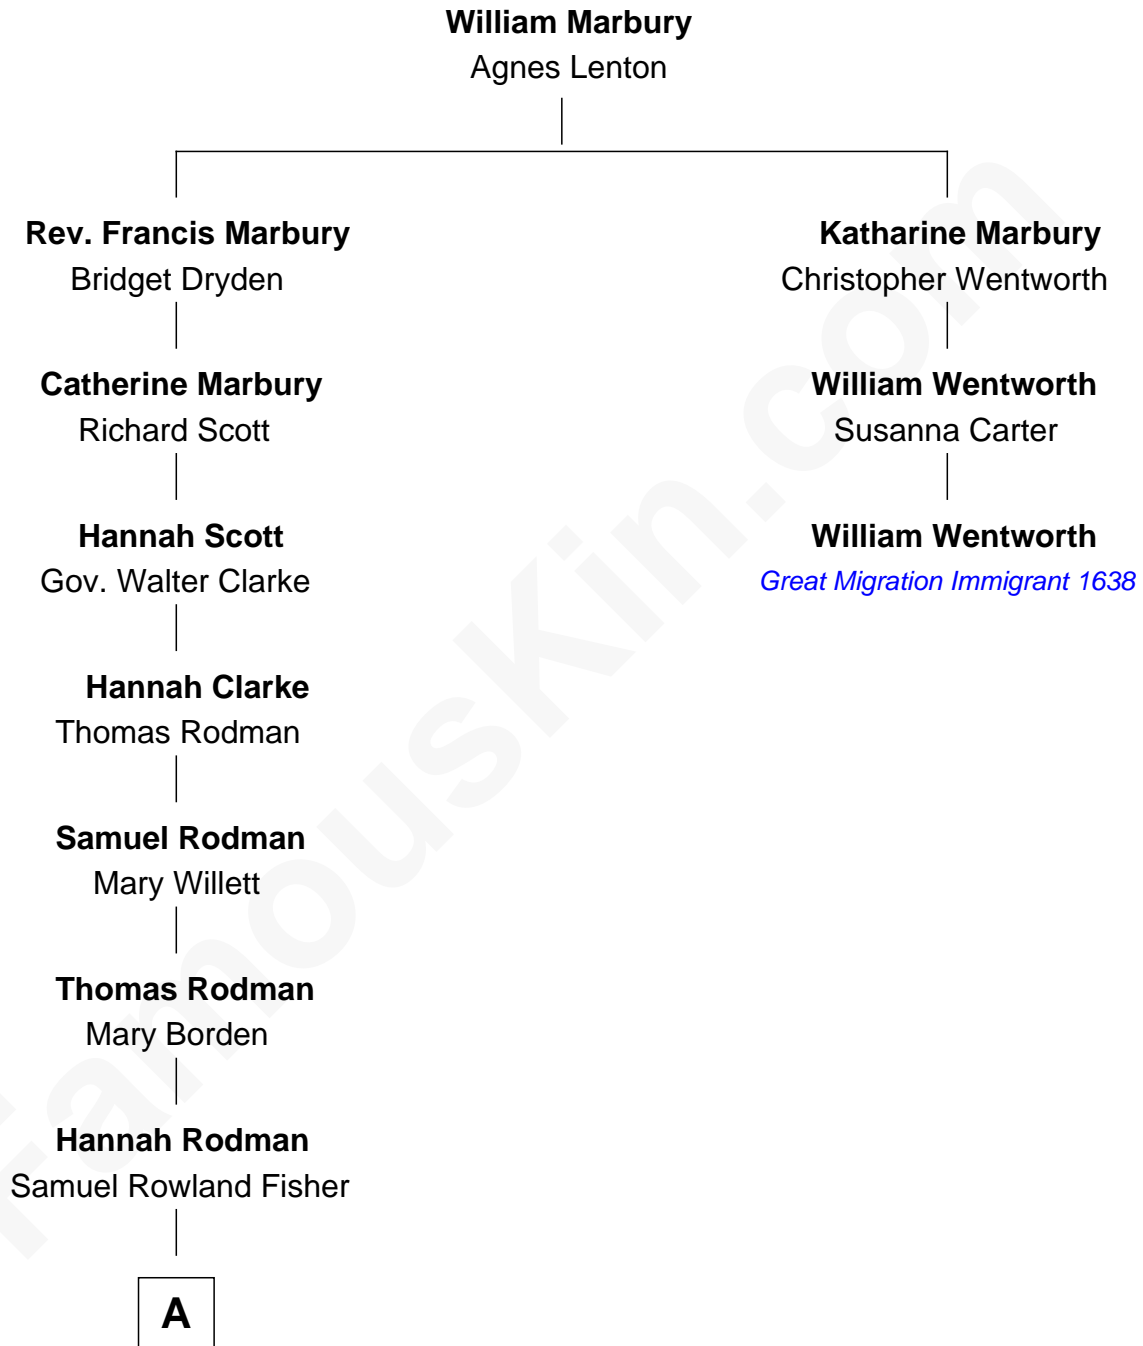 William Marbury
Agnes Lenton
Rev. Francis Marbury
Bridget Dryden
Katharine Marbury
Christopher Wentworth
Catherine Marbury
Richard Scott
William Wentworth
Susanna Carter
Hannah Scott
Gov. Walter Clarke
William Wentworth
Great Migration Immigrant 1638
Hannah Clarke
Thomas Rodman
Samuel Rodman
Mary Willett
Thomas Rodman
Mary Borden
Hannah Rodman
Samuel Rowland Fisher
A
FamousKin.com